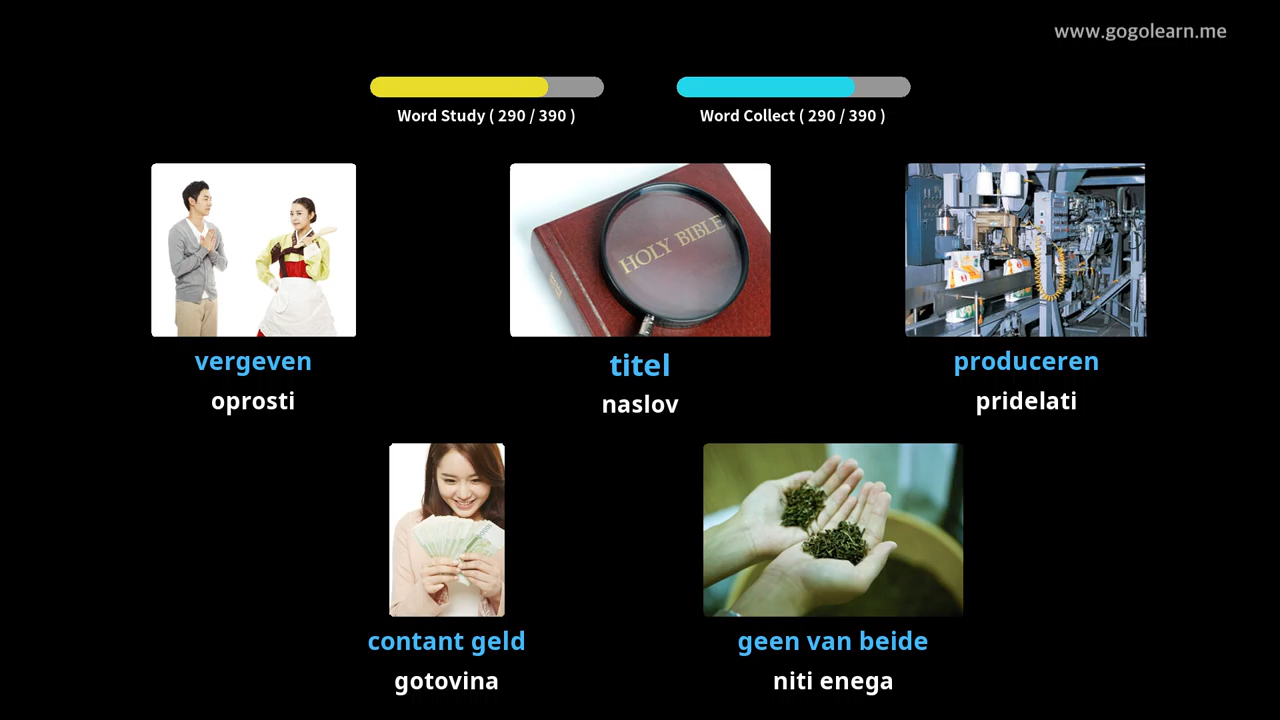 www.gogolearn.me
Word Study ( 290 / 390 )
Word Collect ( 290 / 390 )
HOLY BIBLE
vergeven
titel
produceren
oprosti
naslov
pridelati
contant geld
geen van beide
gotovina
niti enega